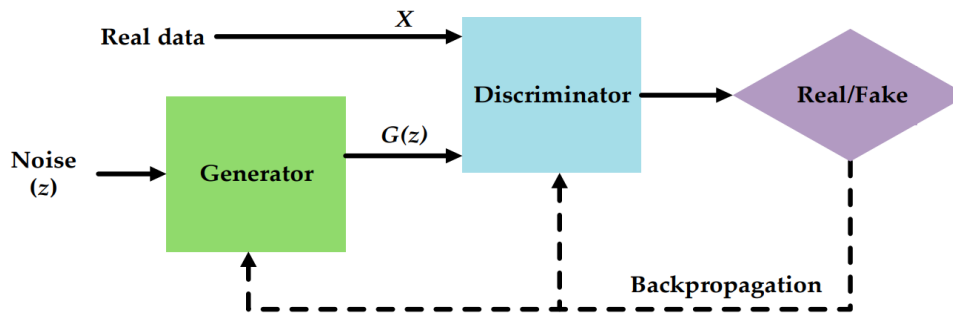 Real data
X
Discriminator
Real/Fake
Noise
(z)
Generator
G(z)
Backpropagation